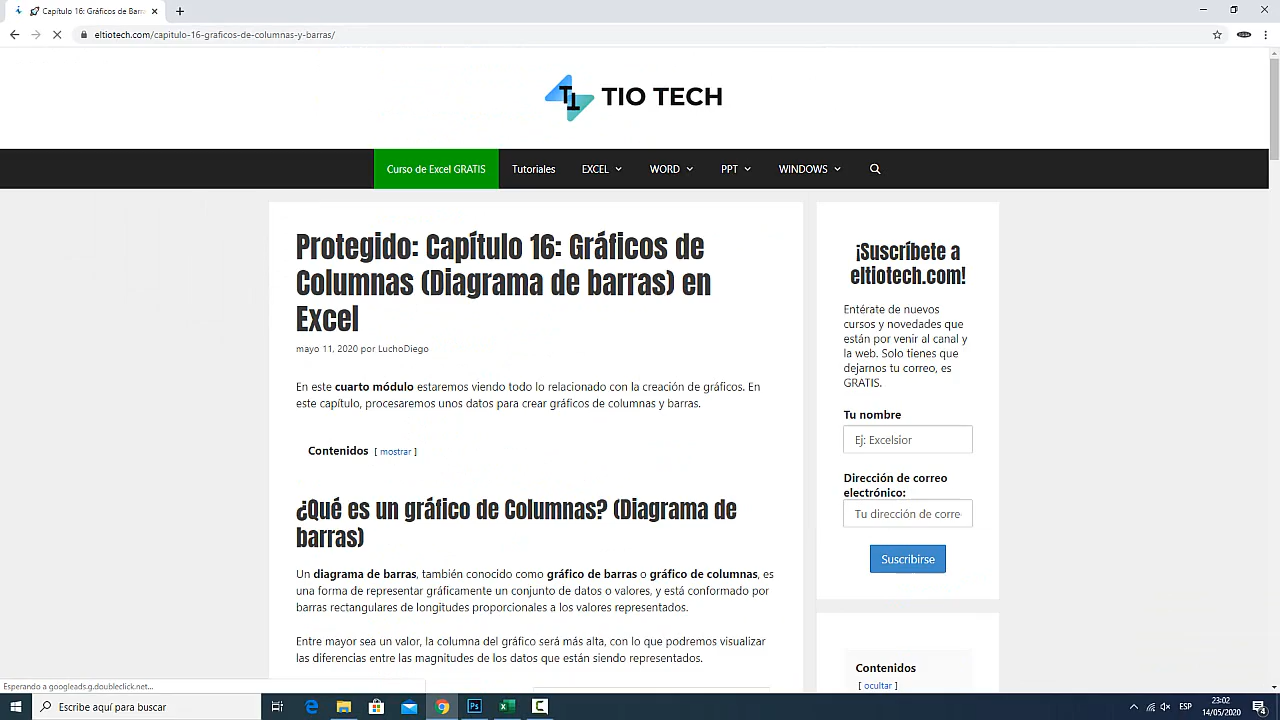 Capítulo 16: Gráficos de Barr
eltiotech.com/capitulo-16-graficos-de-columnas-y-barras/
TIO TECH
Curso de Excel GRATIS
Tutoriales
EXCEL
WORD
PPT
WINDOWS
Protegido: Capítulo 16: Gráficos de
Columnas (Diagrama de barras) en
Excel
mayo 11, 2020 por LuchoDiego
En este cuarto módulo estaremos viendo todo lo relacionado con la creación de gráficos. En
este capítulo, procesaremos unos datos para crear gráficos de columnas y barras.
Contenidos [ mostrar ]
¿Qué es un gráfico de Columnas? (Diagrama de
barras)
Un diagrama de barras, también conocido como gráfico de barras o gráfico de columnas, es
una forma de representar gráficamente un conjunto de datos o valores, y está conformado por
barras rectangulares de longitudes proporcionales a los valores representados.
Entre mayor sea un valor, la columna del gráfico será más alta, con lo que podremos visualizar
las diferencias entre las magnitudes de los datos que están siendo representados.
¡Suscríbete a
eltiotech.com!
Entérate de nuevos
cursos y novedades que
están por venir al canal y
la web. Solo tienes que
dejarnos tu correo, es
GRATIS.
Tu nombre
Ej: Excelsior
Dirección de correo
electrónico:
Tu dirección de corre
Suscribirse
Contenidos
[ ocultar ]
Esperando a googleads.g.doubleclick.net...
Escribe aquí para buscar
ESP
23:02
14/05/2020